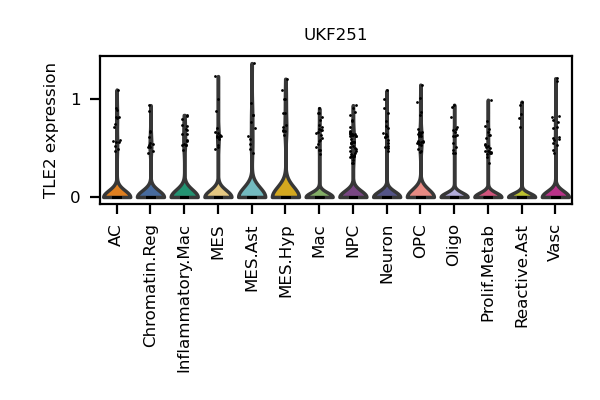 UKF251
TLE2 expression
1
0
AC
Chromatin.Reg
Inflammatory.Mac
MES
MES.Ast
MES.Hyp
Mac
NPC
Neuron
OPC
Oligo
Prolif.Metab
Reactive.Ast
Vasc